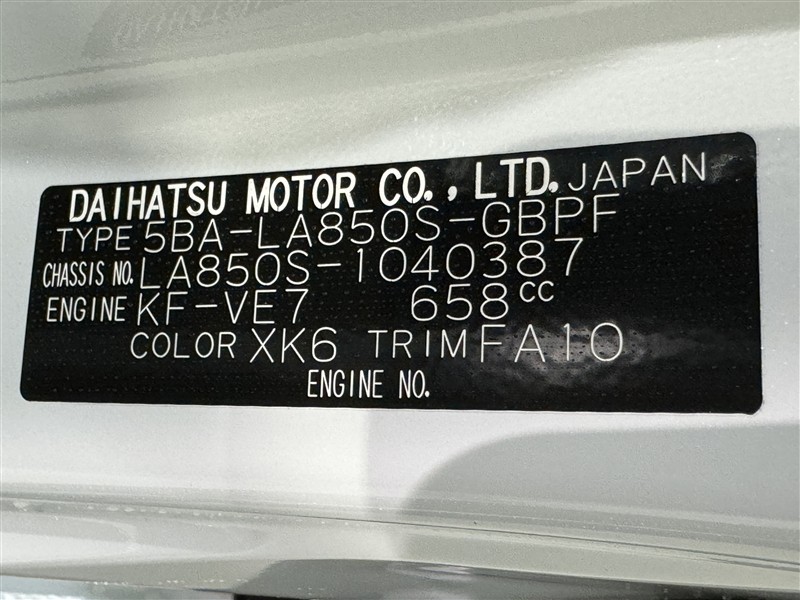 DAIHATSU MOTOR CO., LTD. JAPAN
TYPE 5BA-LA850S-GBPF
CHASSIS NO. LA850S-1040387
ENGINE KF-VE7 658cc
COLOR XK6 TRIM FA10
ENGINE NO.